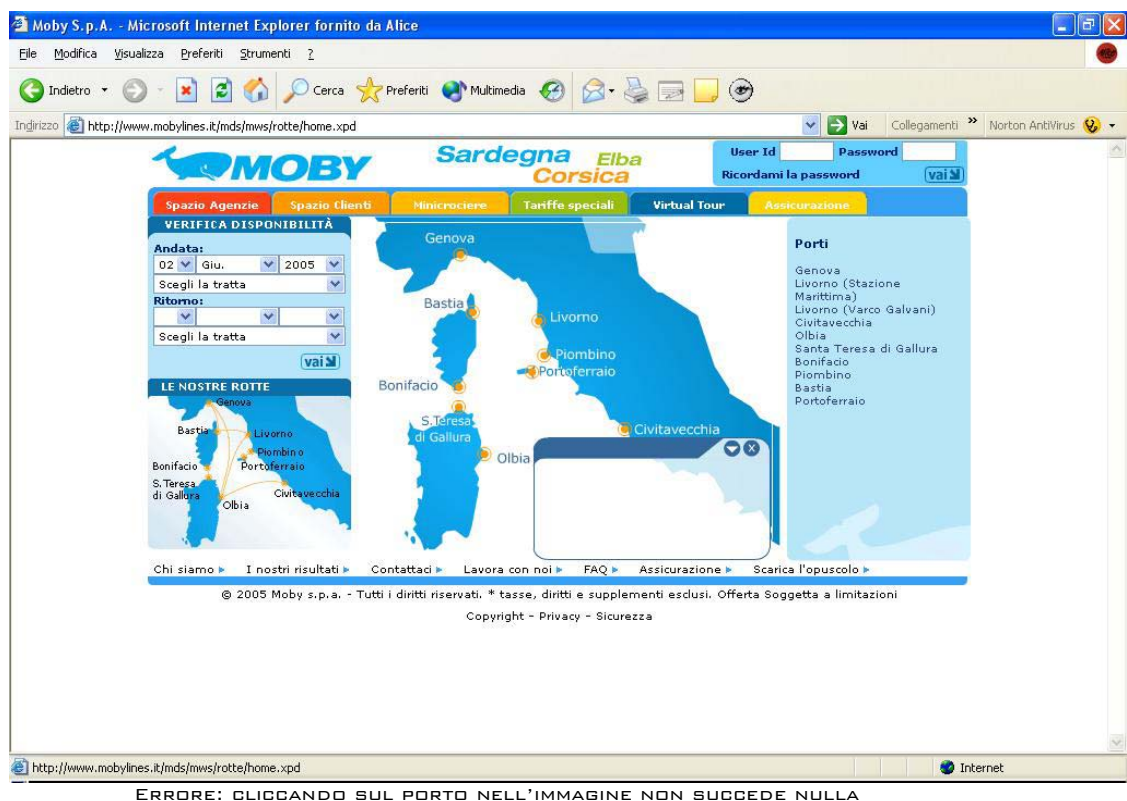 Moby S.p.A. - Microsoft Internet Explorer fornito da Alice
File Modifica Visualizza Preferiti Strumenti ?
Indietro Cerca Preferiti Multimedia
Indirizzo http://www.mobylines.it/mds/mws/rotte/home.xpd Vai Collegamenti » Norton AntiVirus
MOBY Sardegna Elba Corsica
User Id Password
Ricordami la password vai
Spazio Agenzie Spazio Clienti Minicrociere Tariffe speciali Virtual Tour Assicurazione
VERIFICA DISPONIBILITÀ
Andata:
02 Giu. 2005
Scegli la tratta
Ritorno:
Scegli la tratta
vai
LE NOSTRE ROTTE
Genova
Bastia
Livorno
Piombino
Bonifacio
Portoferraio
S.Teresa
di Gallura
Civitavecchia
Olbia
Genova
Bastia
Livorno
Piombino
Portoferraio
Bonifacio
S.Teresa
di Gallura
Civitavecchia
Olbia
Porti
Genova
Livorno (Stazione
Marittima)
Livorno (Varco Galvani)
Civitavecchia
Olbia
Santa Teresa di Gallura
Bonifacio
Piombino
Bastia
Portoferraio
Chi siamo I nostri risultati Contattaci Lavora con noi FAQ Assicurazione Scarica l'opuscolo
© 2005 Moby s.p.a. - Tutti i diritti riservati. * tasse, diritti e supplementi esclusi. Offerta Soggetta a limitazioni
Copyright - Privacy - Sicurezza
http://www.mobylines.it/mds/mws/rotte/home.xpd Internet
ERRORE: CLICCANDO SUL PORTO NELL'IMMAGINE NON SUCCEDE NULLA